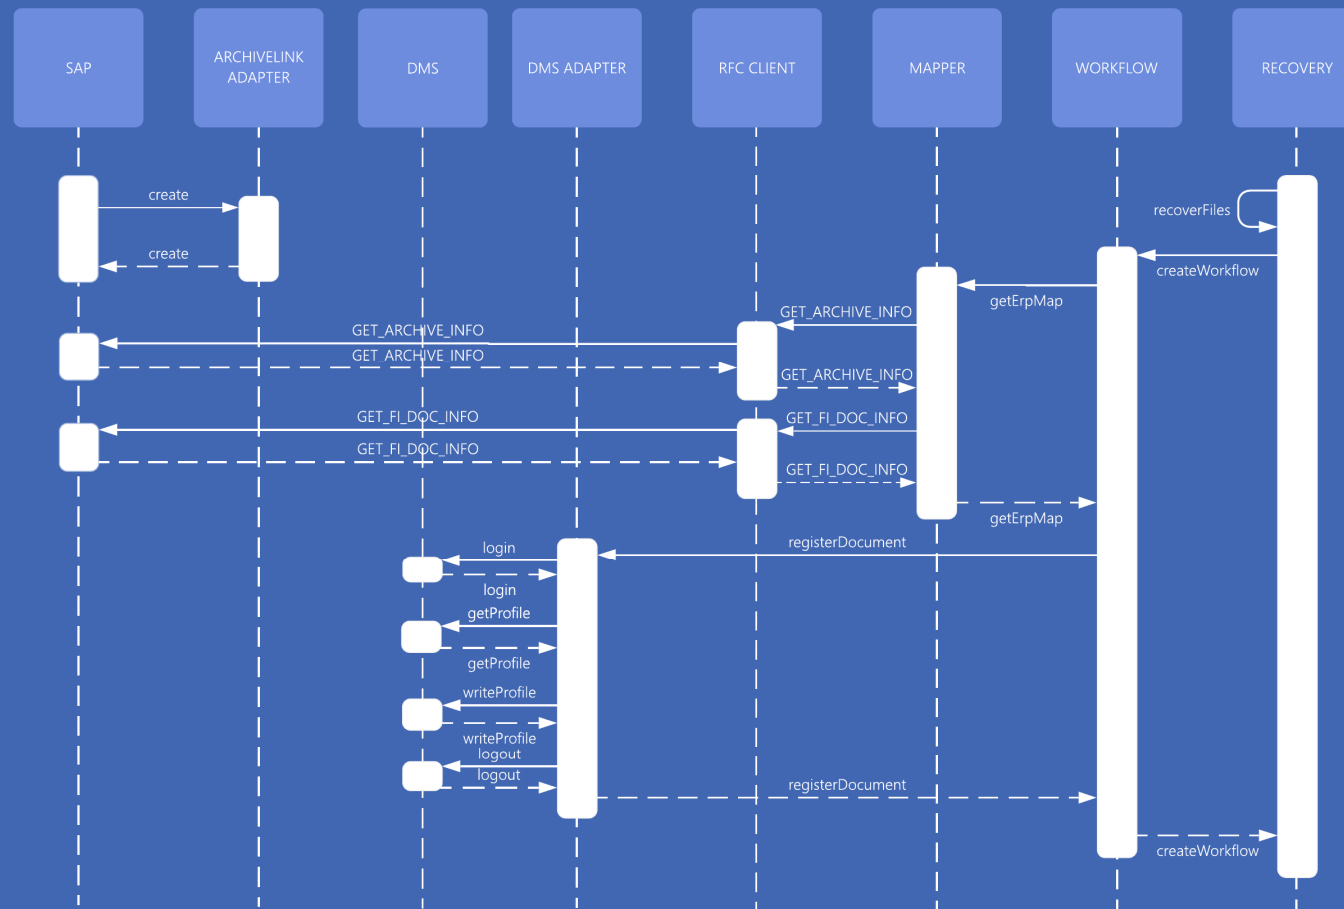 SAP
ARCHIVELINK
ADAPTER
DMS
DMS ADAPTER
RFC CLIENT
MAPPER
WORKFLOW
RECOVERY
create
recoverFiles
create
createWorkflow
getErpMap
GET_ARCHIVE_INFO
GET_ARCHIVE_INFO
GET_ARCHIVE_INFO
GET_ARCHIVE_INFO
GET_FI_DOC_INFO
GET_FI_DOC_INFO
GET_FI_DOC_INFO
GET_FI_DOC_INFO
getErpMap
registerDocument
login
login
getProfile
getProfile
writeProfile
writeProfile
logout
logout
registerDocument
createWorkflow